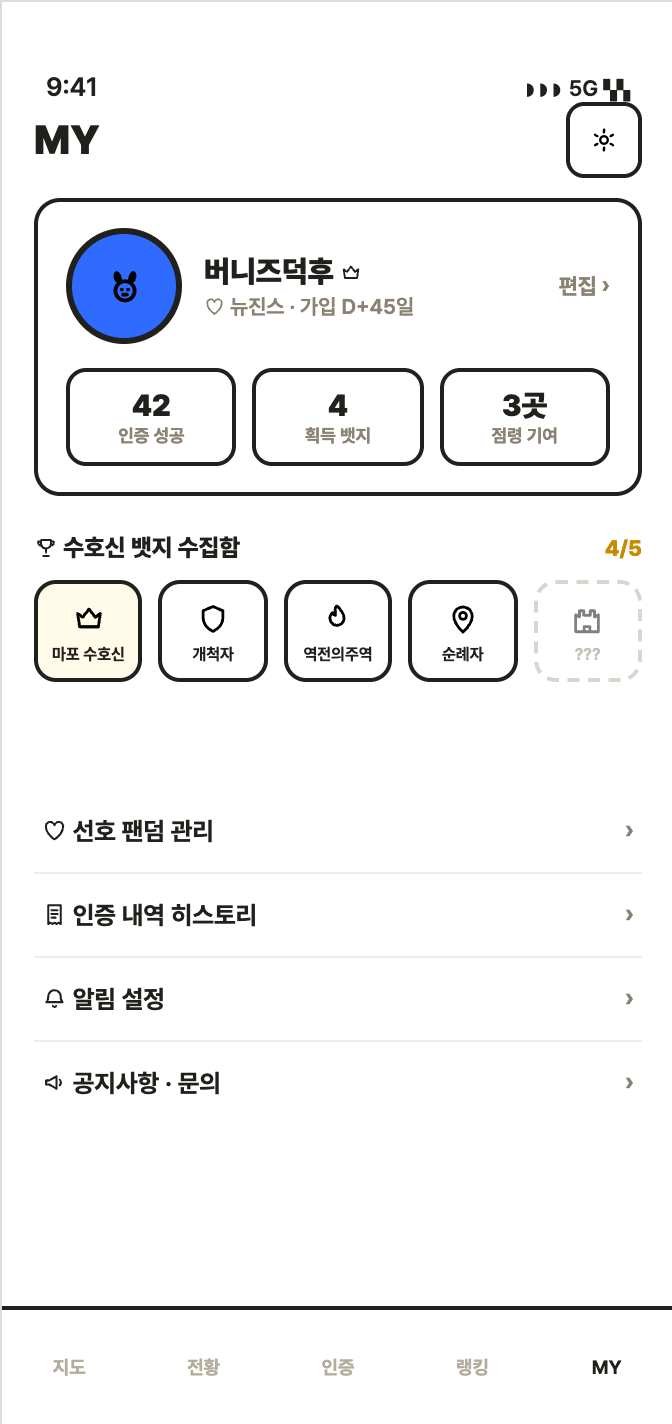 9:41
5G
MY
버니즈덕후
♡ 뉴진스 · 가입 D+45일
편집 ›
42
인증 성공
4
획득 뱃지
3곳
점령 기여
수호신 뱃지 수집함
4/5
마포 수호신
개척자
역전의주역
순례자
???
선호 팬덤 관리 ›
인증 내역 히스토리 ›
알림 설정 ›
공지사항 · 문의 ›
지도 전황 인증 랭킹 MY